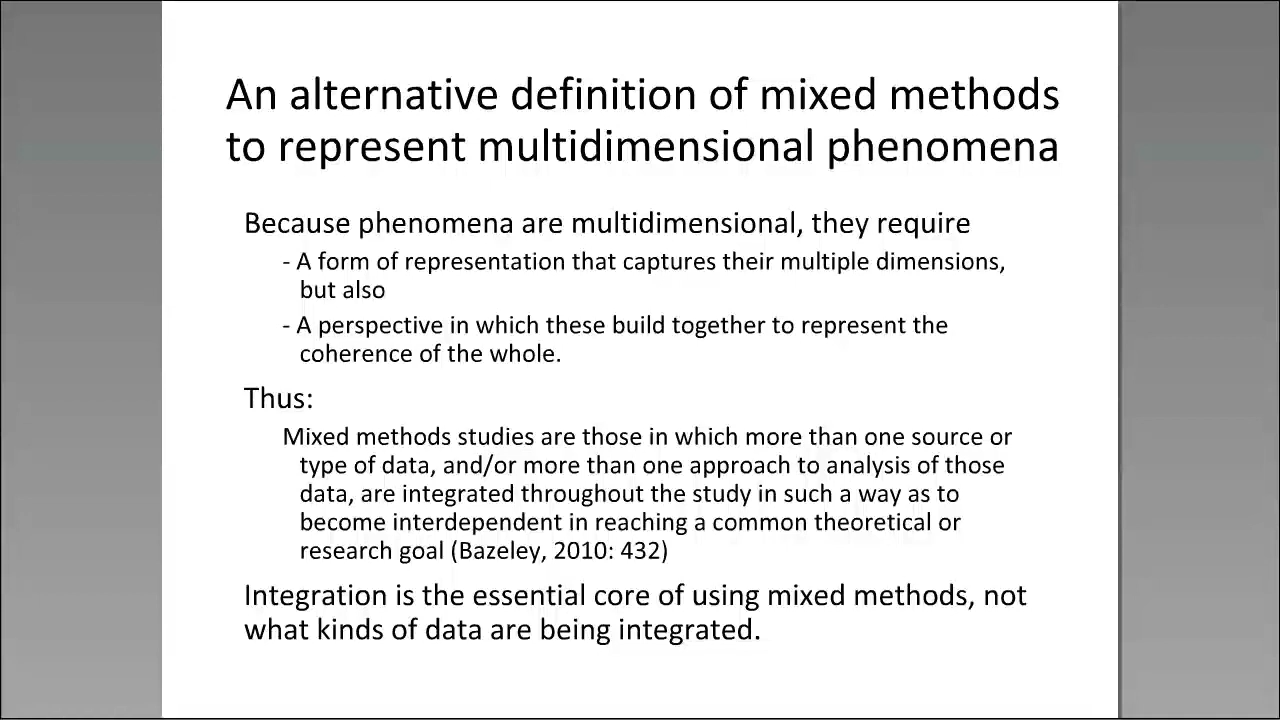 An alternative definition of mixed methods
to represent multidimensional phenomena
Because phenomena are multidimensional, they require
- A form of representation that captures their multiple dimensions,
but also
- A perspective in which these build together to represent the
coherence of the whole.
Thus:
Mixed methods studies are those in which more than one source or
type of data, and/or more than one approach to analysis of those
data, are integrated throughout the study in such a way as to
become interdependent in reaching a common theoretical or
research goal (Bazeley, 2010: 432)
Integration is the essential core of using mixed methods, not
what kinds of data are being integrated.